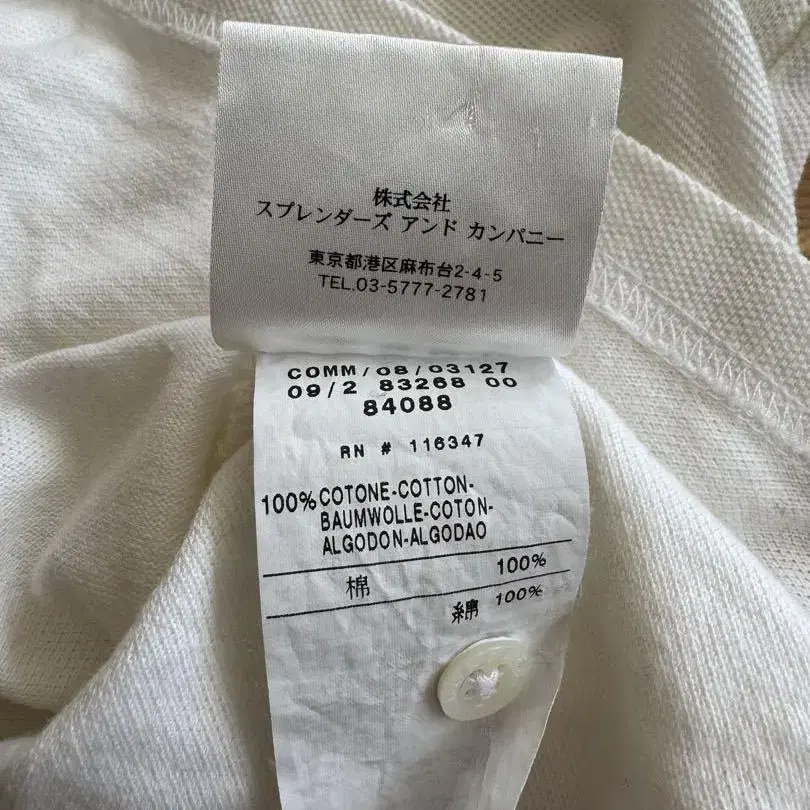 株式会社
スプレンダーズ アンド カンパニー
東京都港区麻布台2-4-5
TEL.03-5777-2781
COMM/08/03127
09/2 83268 00
84088
RN # 116347
100% COTONE-COTTON-
BAUMWOLLE-COTON-
ALGODON-ALGODAO
棉 100%
綿 100%